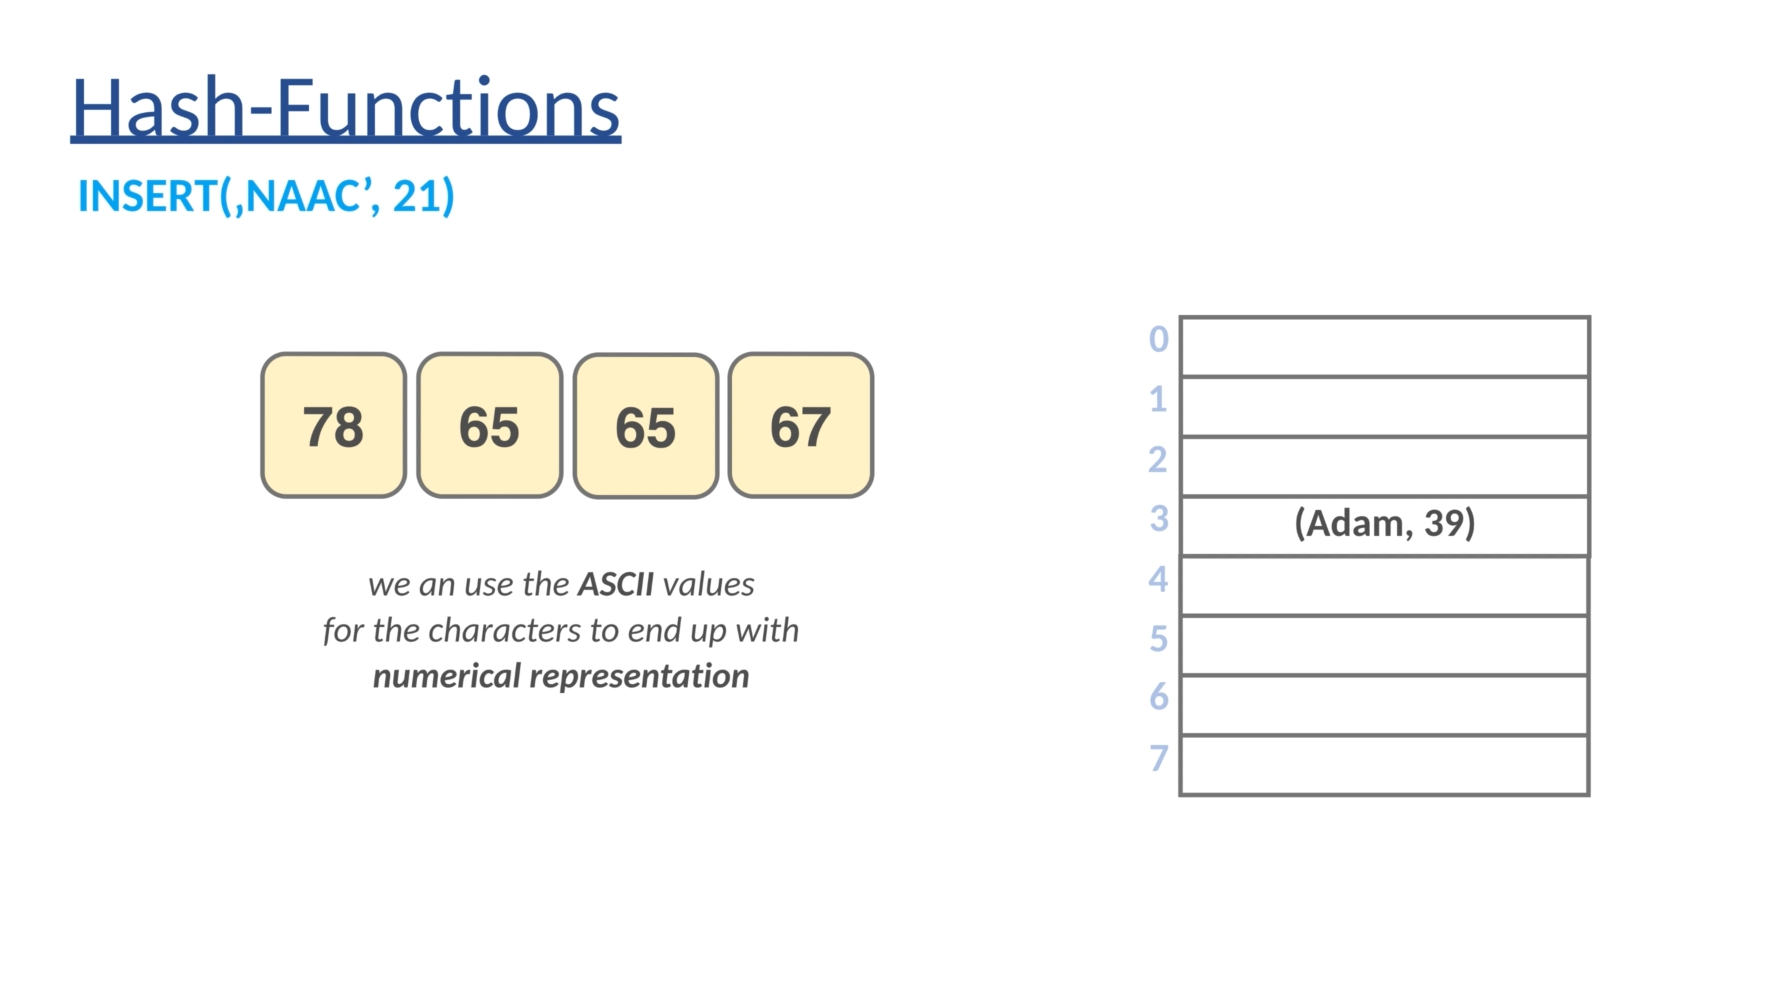 Hash-Functions
INSERT(‚NAAC’, 21)
78 65 65 67
we an use the ASCII values
for the characters to end up with
numerical representation
0
1
2
3 (Adam, 39)
4
5
6
7